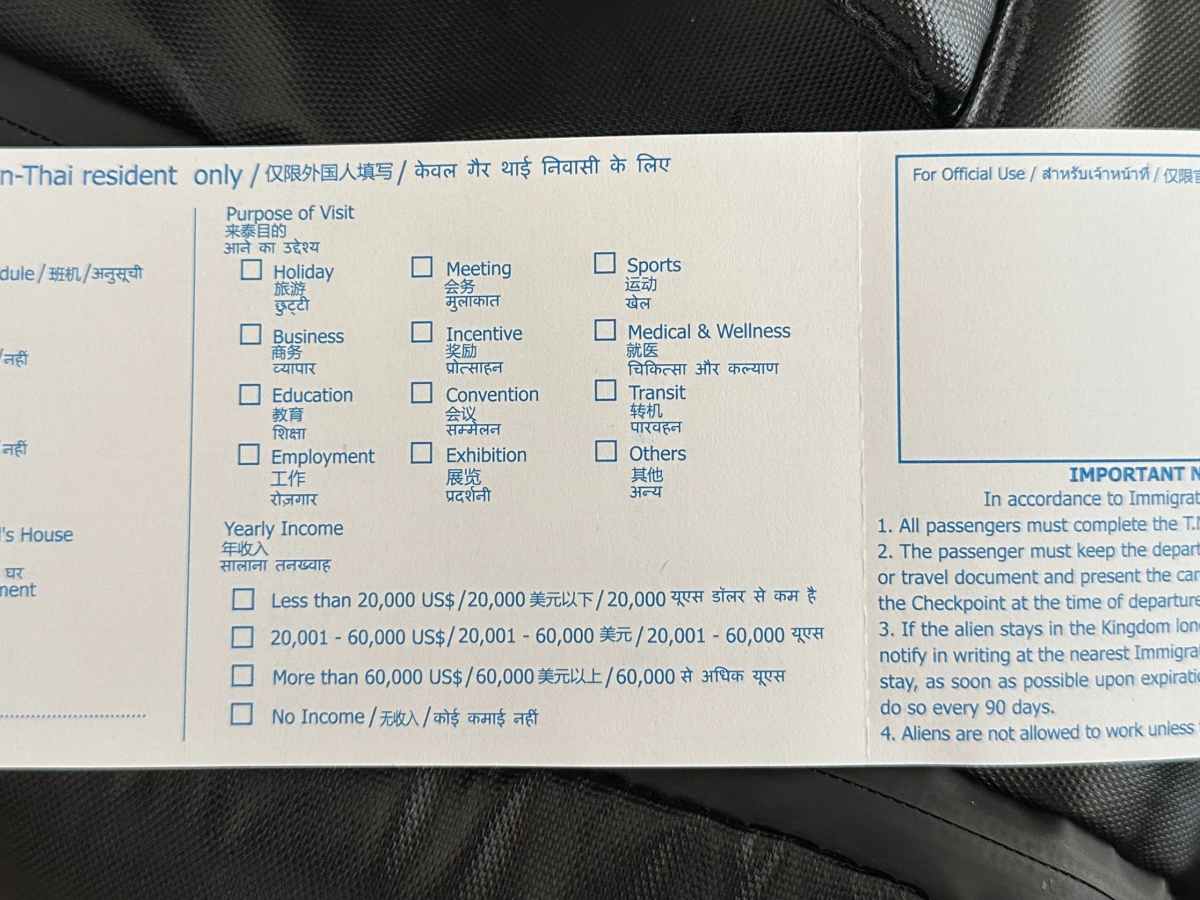 n-Thai resident only / 仅限外国人填写 / केवल गैर थाई निवासी के लिए
dule / 班机 / अनुसूची
/नहीं
/नहीं
l's House
घर
ment
Purpose of Visit
来泰目的
आने का उद्देश्य
Holiday
旅游
छुट्टी
Meeting
会务
मुलाकात
Sports
运动
खेल
Business
商务
व्यापार
Incentive
奖励
प्रोत्साहन
Medical & Wellness
就医
चिकित्सा और कल्याण
Education
教育
शिक्षा
Convention
会议
सम्मेलन
Transit
转机
पारवहन
Employment
工作
रोज़गार
Exhibition
展览
प्रदर्शनी
Others
其他
अन्य
Yearly Income
年收入
सालाना तनख्वाह
Less than 20,000 US$ / 20,000 美元以下 / 20,000 यूएस डॉलर से कम है
20,001 - 60,000 US$ / 20,001 - 60,000 美元 / 20,001 - 60,000 यूएस
More than 60,000 US$ / 60,000 美元以上 / 60,000 से अधिक यूएस
No Income / 无收入 / कोई कमाई नहीं
For Official Use / สำหรับเจ้าหน้าที่ / 仅限官
IMPORTANT N
In accordance to Immigrat
1. All passengers must complete the T.M
2. The passenger must keep the depart
or travel document and present the car
the Checkpoint at the time of departure
3. If the alien stays in the Kingdom lon
notify in writing at the nearest Immigrat
stay, as soon as possible upon expiratio
do so every 90 days.
4. Aliens are not allowed to work unless